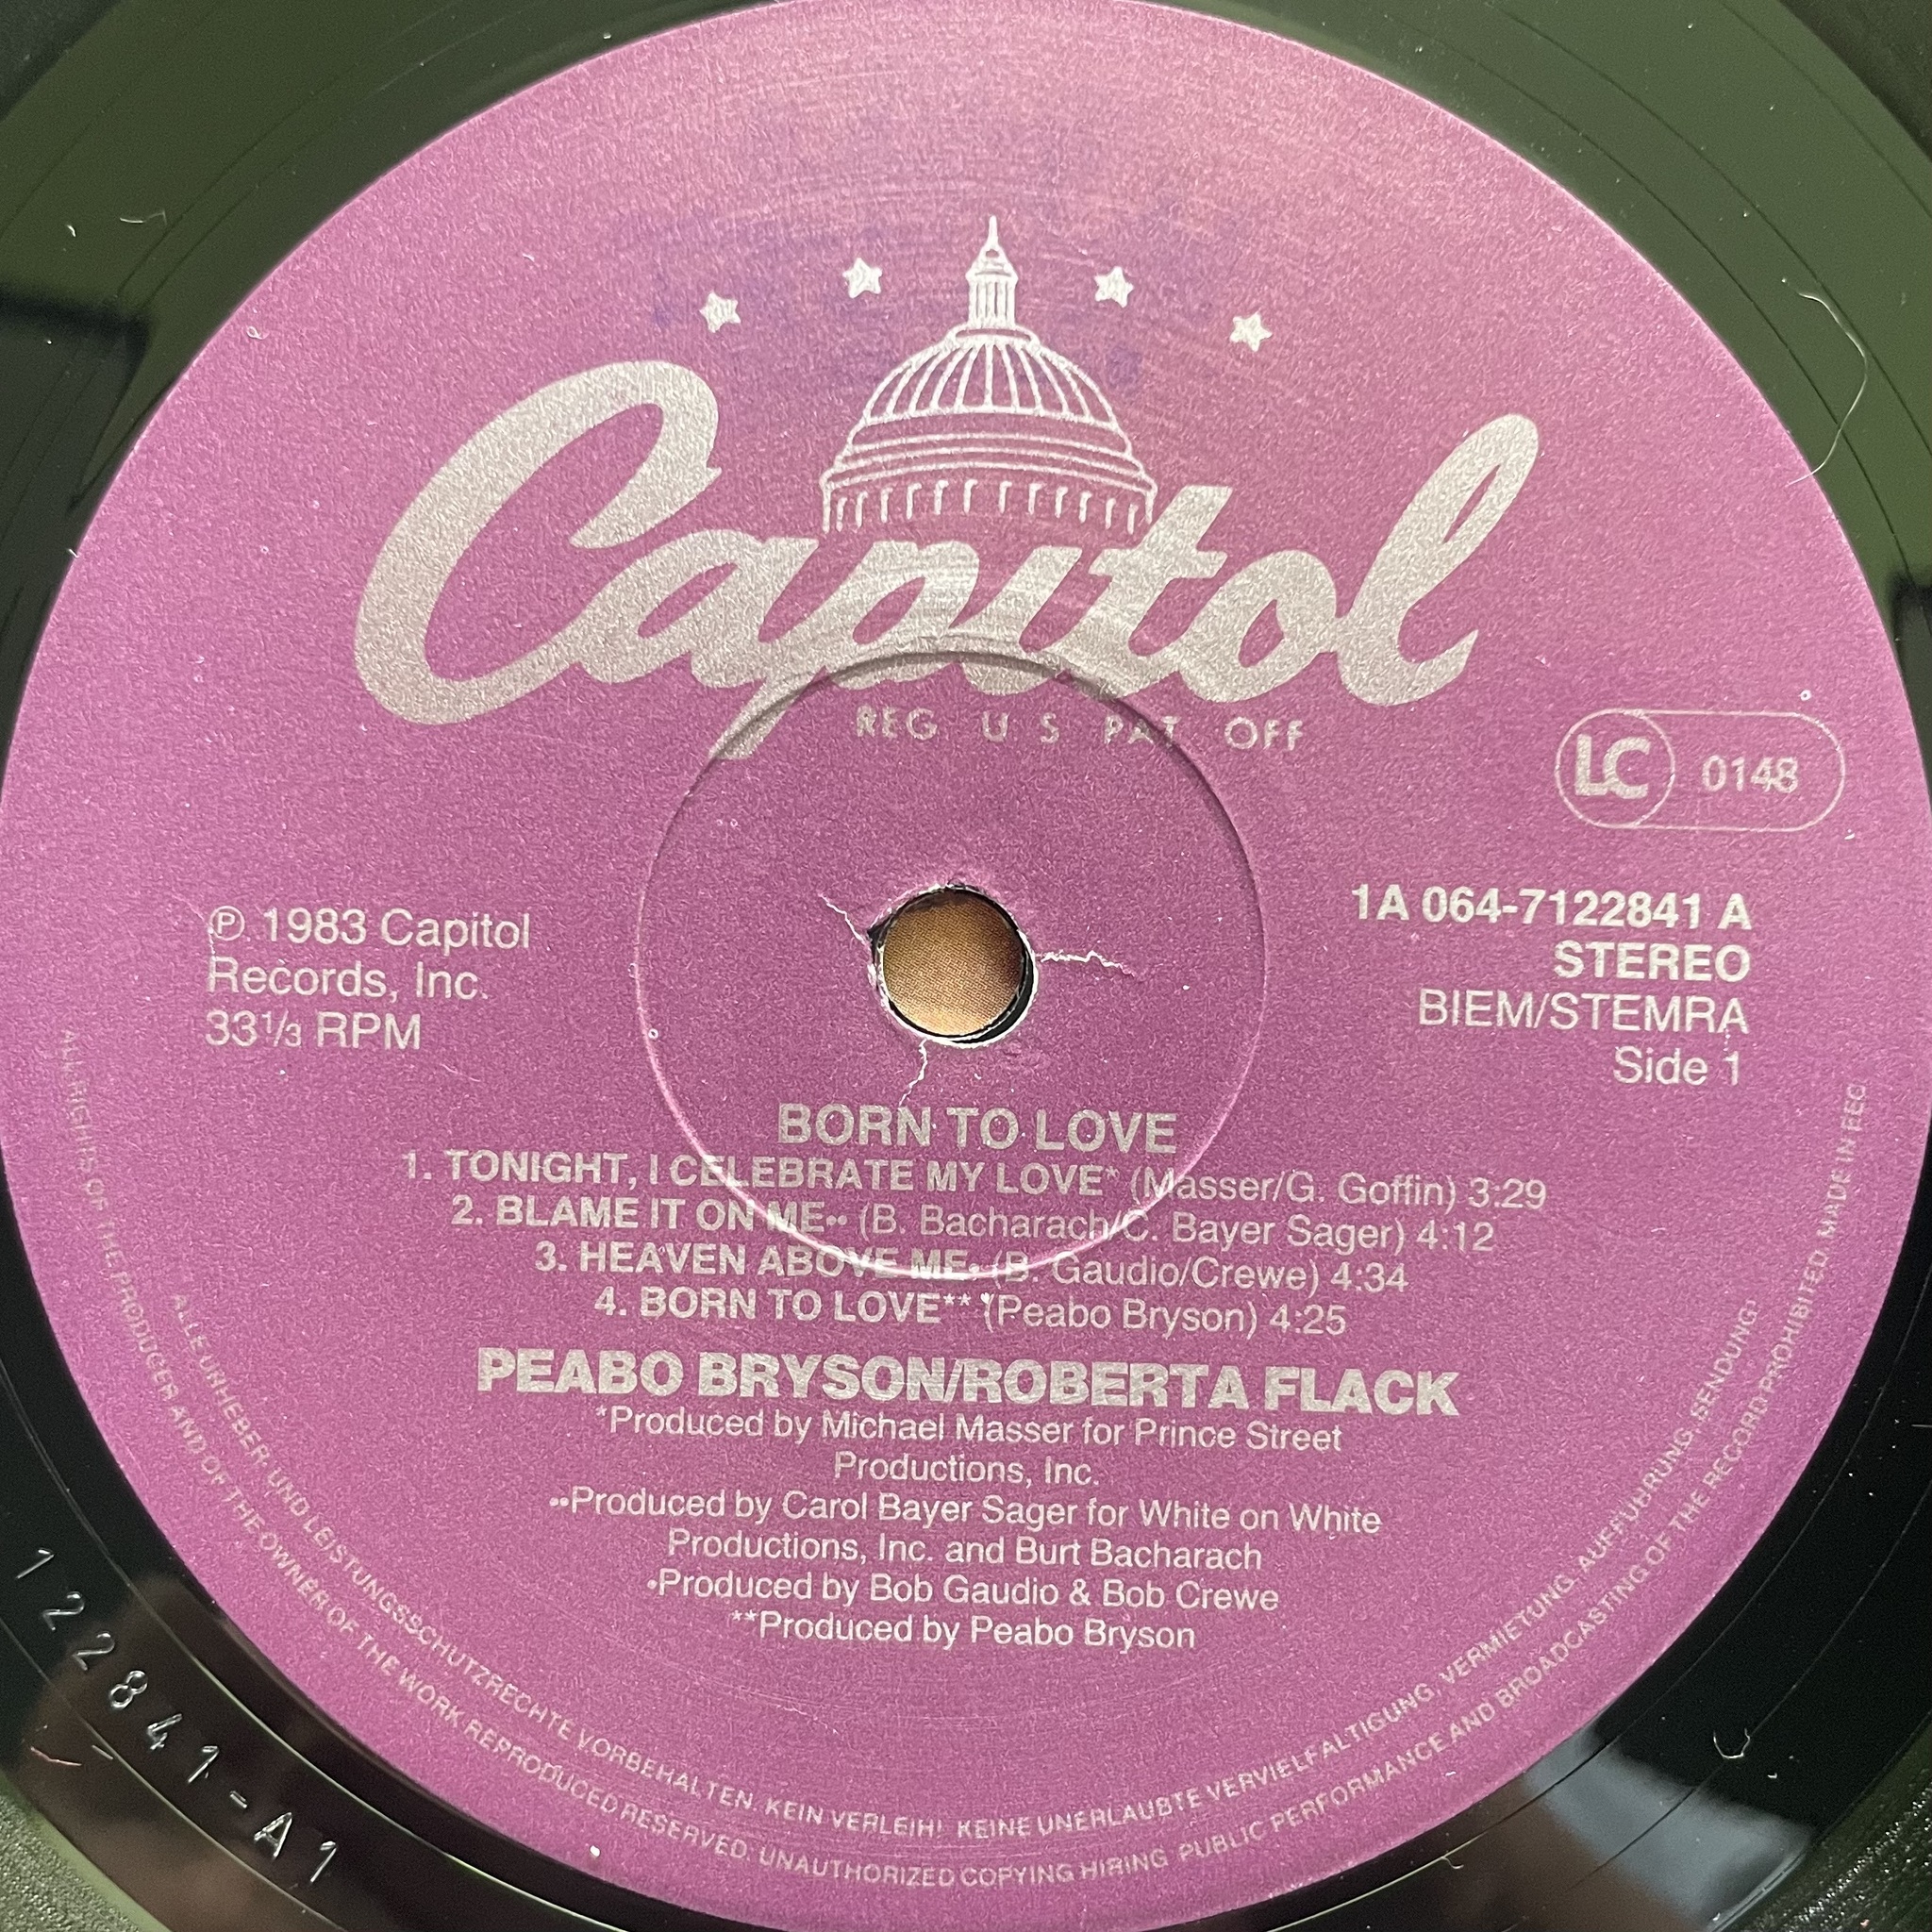 Capitol
REG U S PAT OFF
LC 0148
℗ 1983 Capitol
Records, Inc.
33⅓ RPM
1A 064-7122841 A
STEREO
BIEM/STEMRA
Side 1
BORN TO LOVE
1. TONIGHT, I CELEBRATE MY LOVE* (Masser/G. Goffin) 3:29
2. BLAME IT ON ME•• (B. Bacharach/C. Bayer Sager) 4:12
3. HEAVEN ABOVE ME• (B. Gaudio/Crewe) 4:34
4. BORN TO LOVE** (Peabo Bryson) 4:25
PEABO BRYSON/ROBERTA FLACK
*Produced by Michael Masser for Prince Street
Productions, Inc.
••Produced by Carol Bayer Sager for White on White
Productions, Inc. and Burt Bacharach
•Produced by Bob Gaudio & Bob Crewe
**Produced by Peabo Bryson
ALLE URHEBER- UND LEISTUNGSSCHUTZRECHTE VORBEHALTEN. KEIN VERLEIH! KEINE UNERLAUBTE VERVIELFÄLTIGUNG, VERMIETUNG, AUFFÜHRUNG, SENDUNG!
ALL RIGHTS OF THE PRODUCER AND OF THE OWNER OF THE WORK REPRODUCED RESERVED. UNAUTHORIZED COPYING HIRING PUBLIC PERFORMANCE AND BROADCASTING OF THE RECORD PROHIBITED. MADE IN EEC
122841-A1